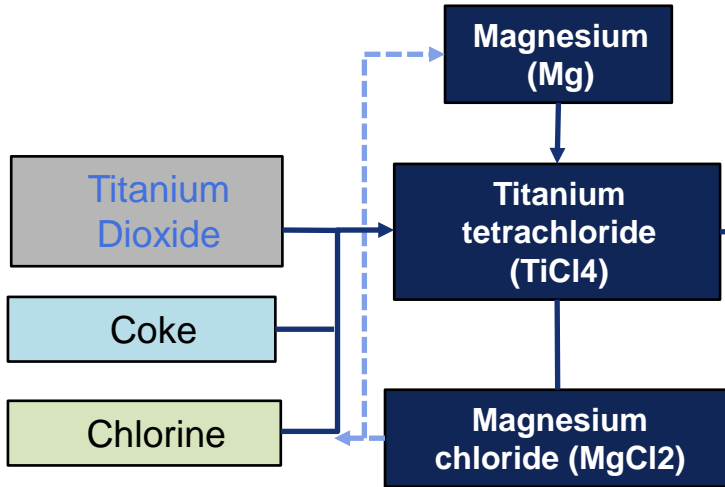 Magnesium
(Mg)
Titanium
Dioxide
Titanium
tetrachloride
(TiCl4)
Coke
Chlorine
Magnesium
chloride (MgCl2)